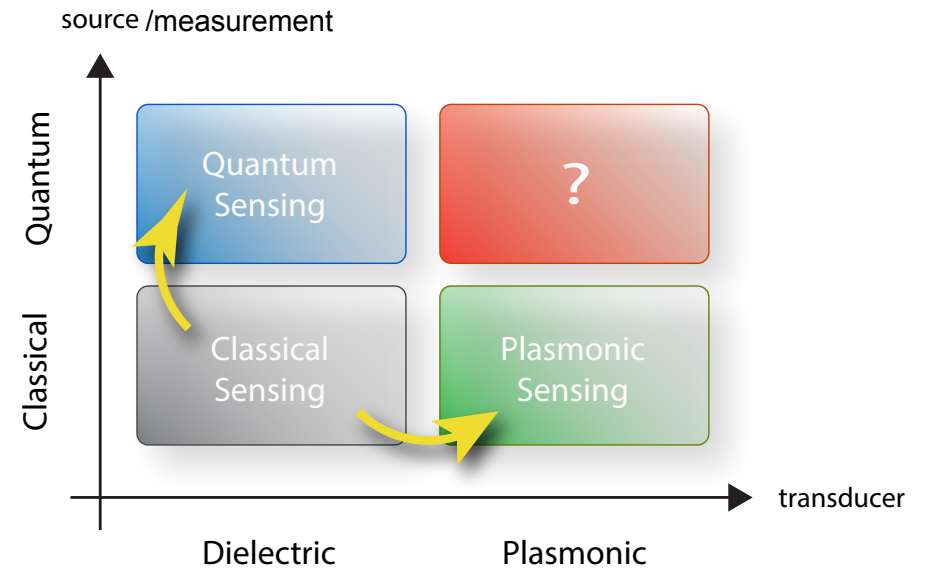 source /measurement
Quantum
Quantum
Sensing
?
Classical
Classical
Sensing
Plasmonic
Sensing
transducer
Dielectric
Plasmonic